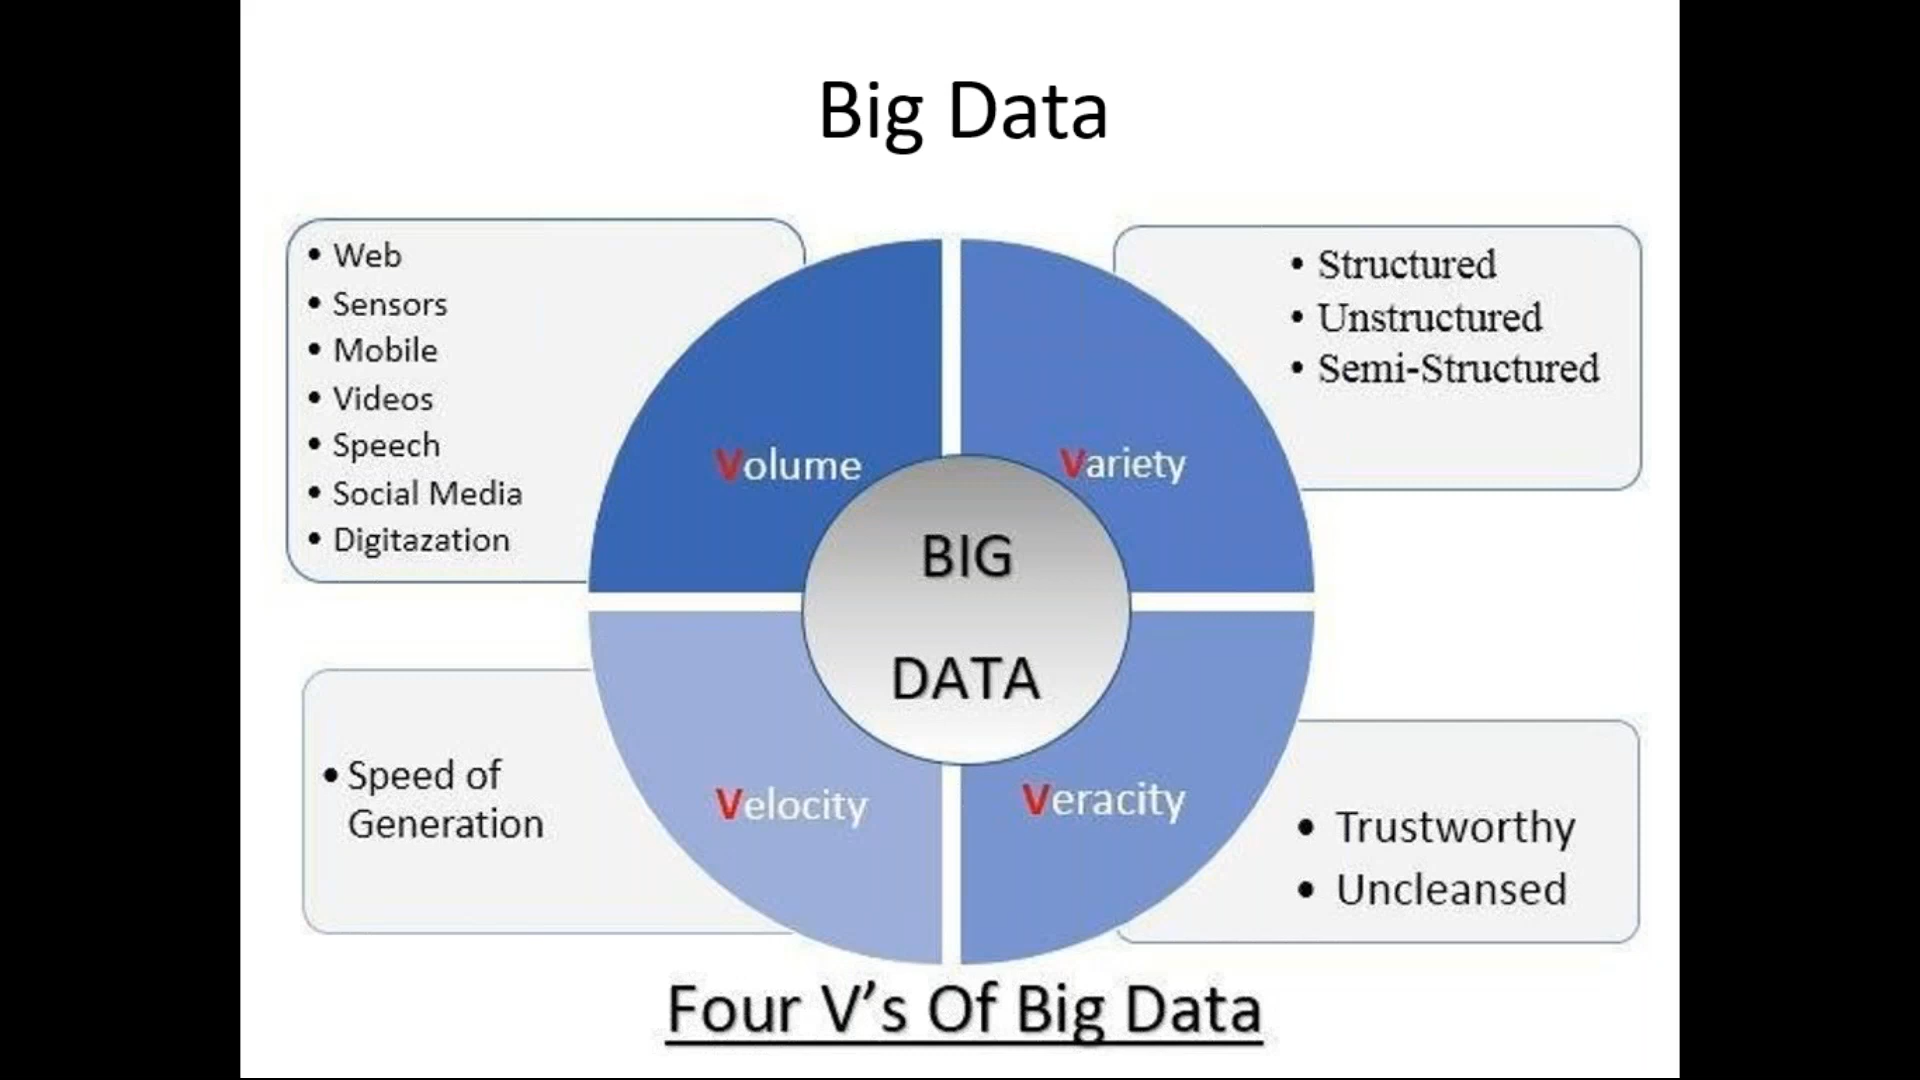 Big Data
• Web
• Sensors
• Mobile
• Videos
• Speech
• Social Media
• Digitazation
Volume
• Structured
• Unstructured
• Semi-Structured
Variety
BIG
DATA
• Speed of
Generation
Velocity
Veracity
• Trustworthy
• Uncleansed
Four V's Of Big Data